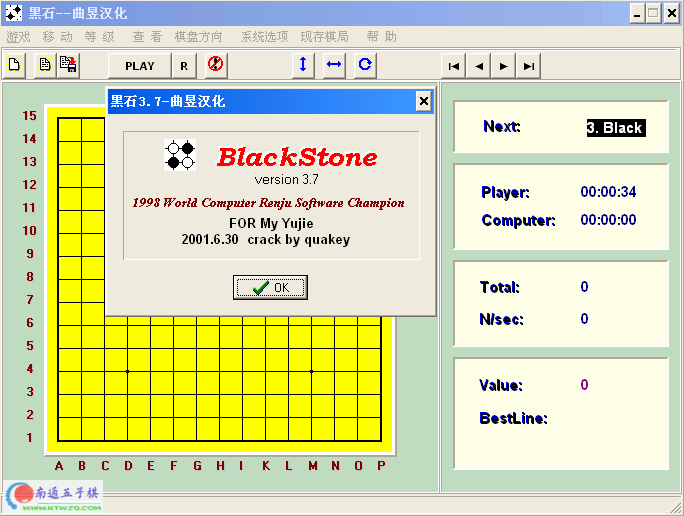 黑石--曲昱汉化
游戏 移动 等级 查看 棋盘方向 系统选项 现存棋局 帮助
PLAY R
黑石3.7-曲昱汉化
BlackStone
version 3.7
1998 World Computer Renju Software Champion
FOR My Yujie
2001.6.30 crack by quakey
OK
15
14
13
12
11
10
9
8
7
6
5
4
3
2
1
A B C D E F G H I K L M N O P
Next: 3. Black
Player: 00:00:34
Computer: 00:00:00
Total: 0
N/sec: 0
Value: 0
BestLine:
南通五子棋
WWW.NTWZQ.COM